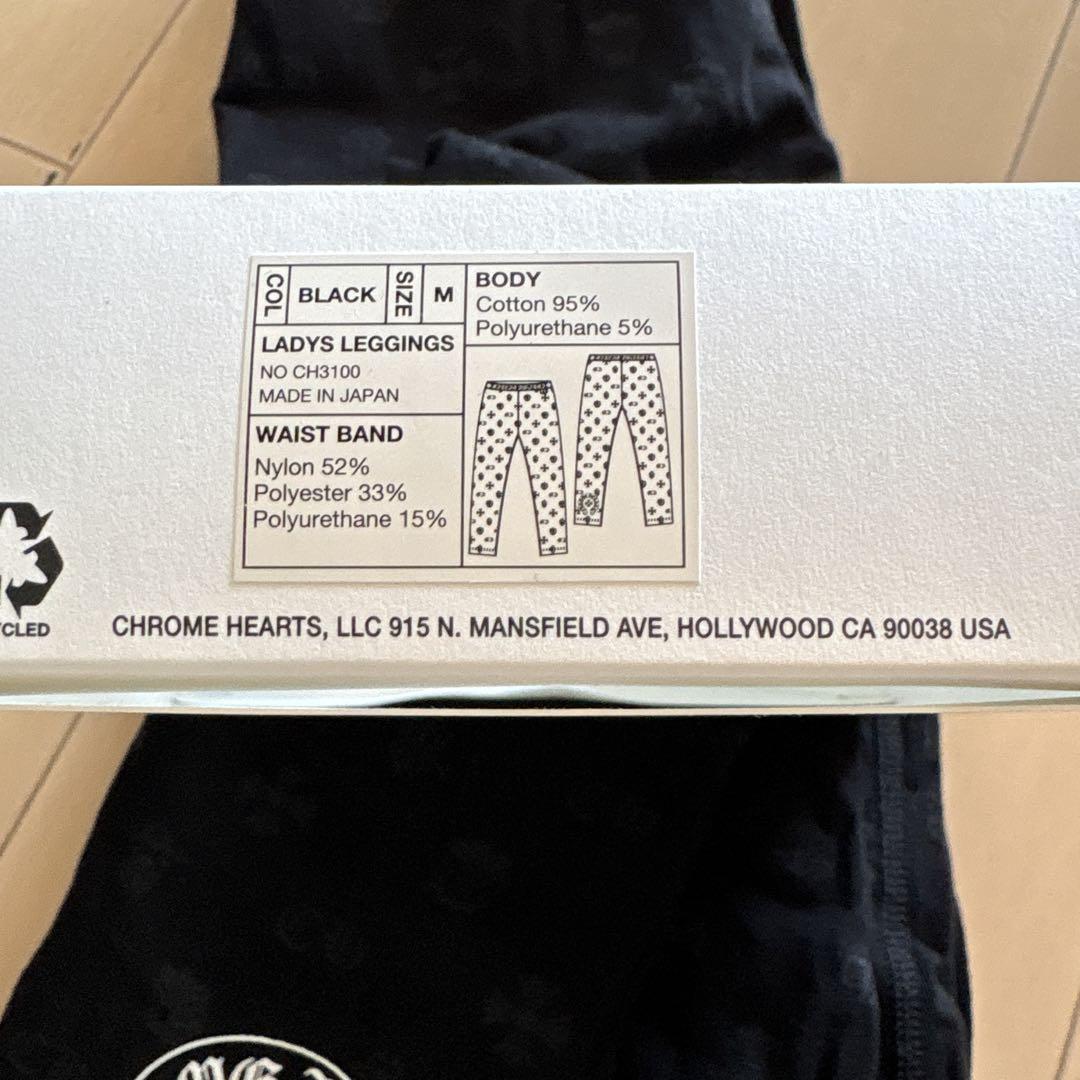 COL BLACK SIZE M
LADYS LEGGINGS
NO CH3100
MADE IN JAPAN
WAIST BAND
Nylon 52%
Polyester 33%
Polyurethane 15%
BODY
Cotton 95%
Polyurethane 5%
CHROME HEARTS, LLC 915 N. MANSFIELD AVE, HOLLYWOOD CA 90038 USA